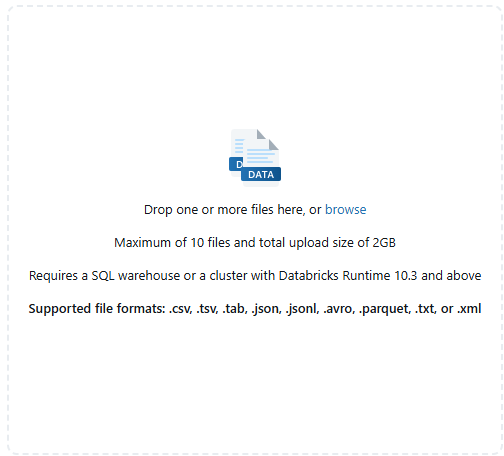 D
DATA
Drop one or more files here, or browse
Maximum of 10 files and total upload size of 2GB
Requires a SQL warehouse or a cluster with Databricks Runtime 10.3 and above
Supported file formats: .csv, .tsv, .tab, .json, .jsonl, .avro, .parquet, .txt, or .xml